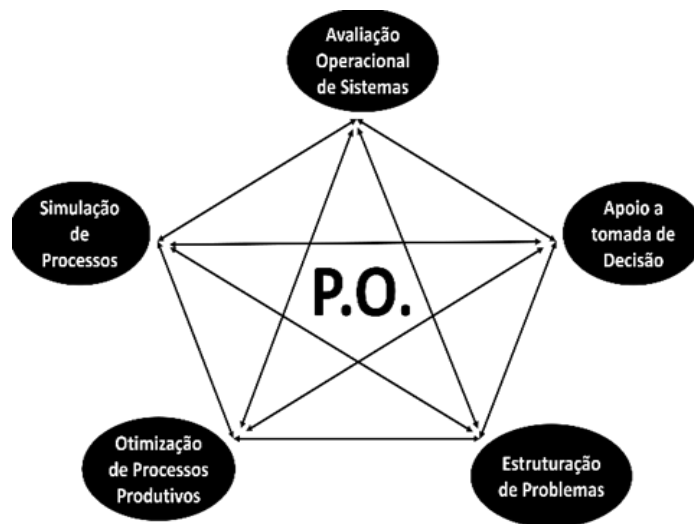 Avaliação
Operacional
de Sistemas
Simulação
de
Processos
Apoio a
tomada de
Decisão
P.O.
Otimização
de Processos
Produtivos
Estruturação
de Problemas